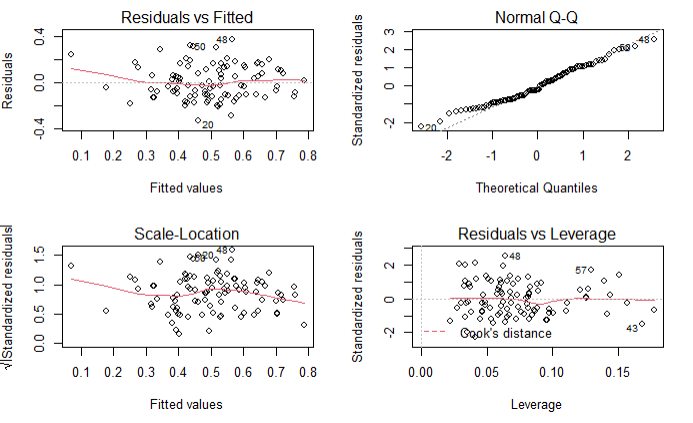 Residuals vs Fitted
Residuals
-0.4 0.0 0.4
50 48
20
0.1 0.2 0.3 0.4 0.5 0.6 0.7 0.8
Fitted values
Normal Q-Q
Standardized residuals
-2 0 1 2 3
48
50
20
-2 -1 0 1 2
Theoretical Quantiles
Scale-Location
√|Standardized residuals|
0.0 0.5 1.0 1.5
48
20
50
0.1 0.2 0.3 0.4 0.5 0.6 0.7 0.8
Fitted values
Residuals vs Leverage
Standardized residuals
-2 0 2
48
57
43
Cook's distance
0.00 0.05 0.10 0.15
Leverage